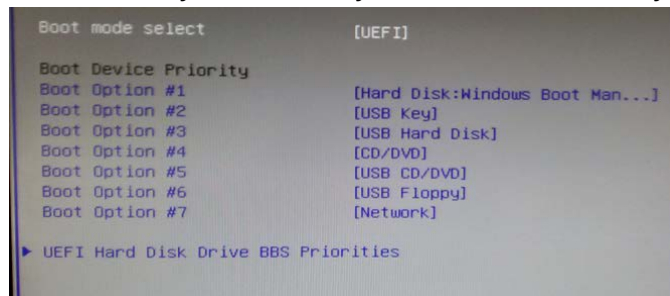 Boot mode select [UEFI]
Boot Device Priority
Boot Option #1 [Hard Disk:Windows Boot Man...]
Boot Option #2 [USB Key]
Boot Option #3 [USB Hard Disk]
Boot Option #4 [CD/DVD]
Boot Option #5 [USB CD/DVD]
Boot Option #6 [USB Floppy]
Boot Option #7 [Network]
▶ UEFI Hard Disk Drive BBS Priorities